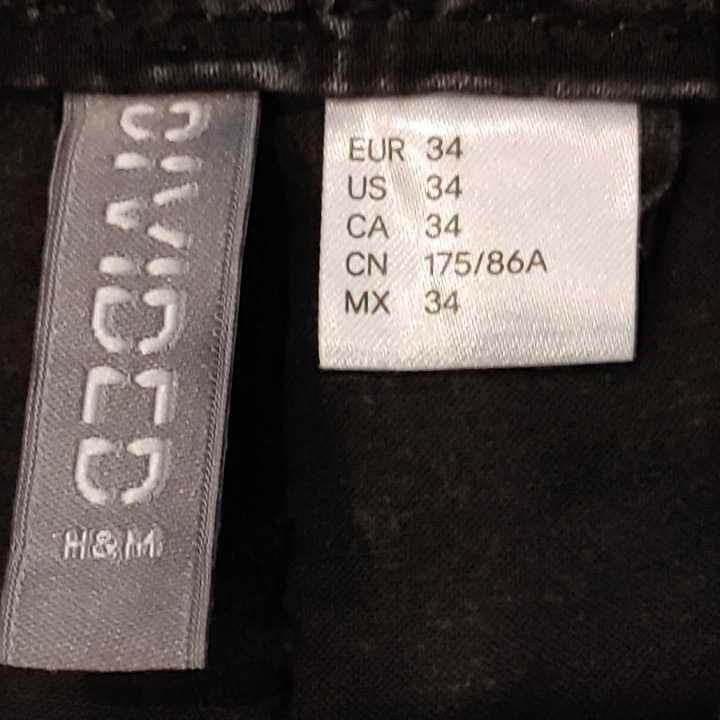 DIVIDED
H&M
EUR 34
US 34
CA 34
CN 175/86A
MX 34